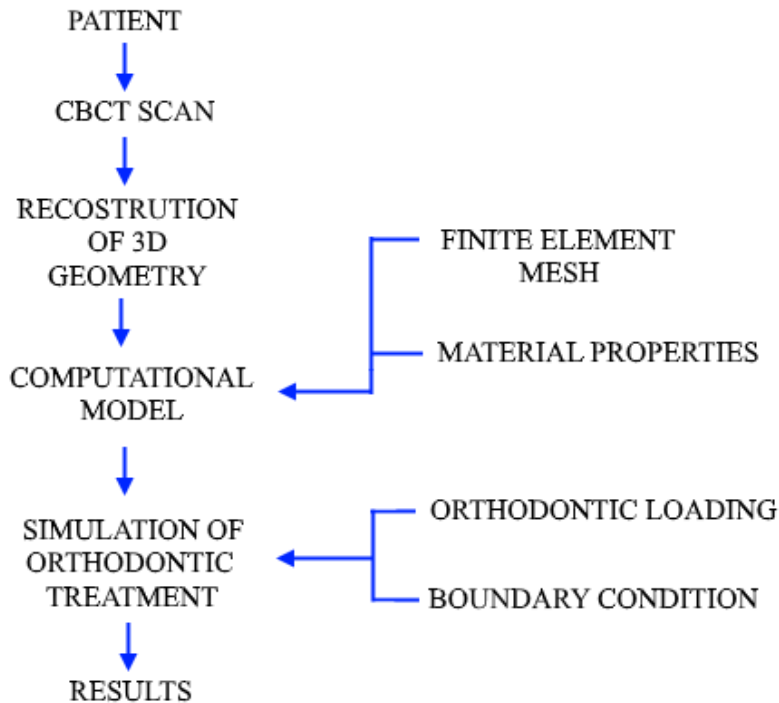 PATIENT
CBCT SCAN
RECOSTRUTION
OF 3D
GEOMETRY
FINITE ELEMENT
MESH
MATERIAL PROPERTIES
COMPUTATIONAL
MODEL
SIMULATION OF
ORTHODONTIC
TREATMENT
ORTHODONTIC LOADING
BOUNDARY CONDITION
RESULTS